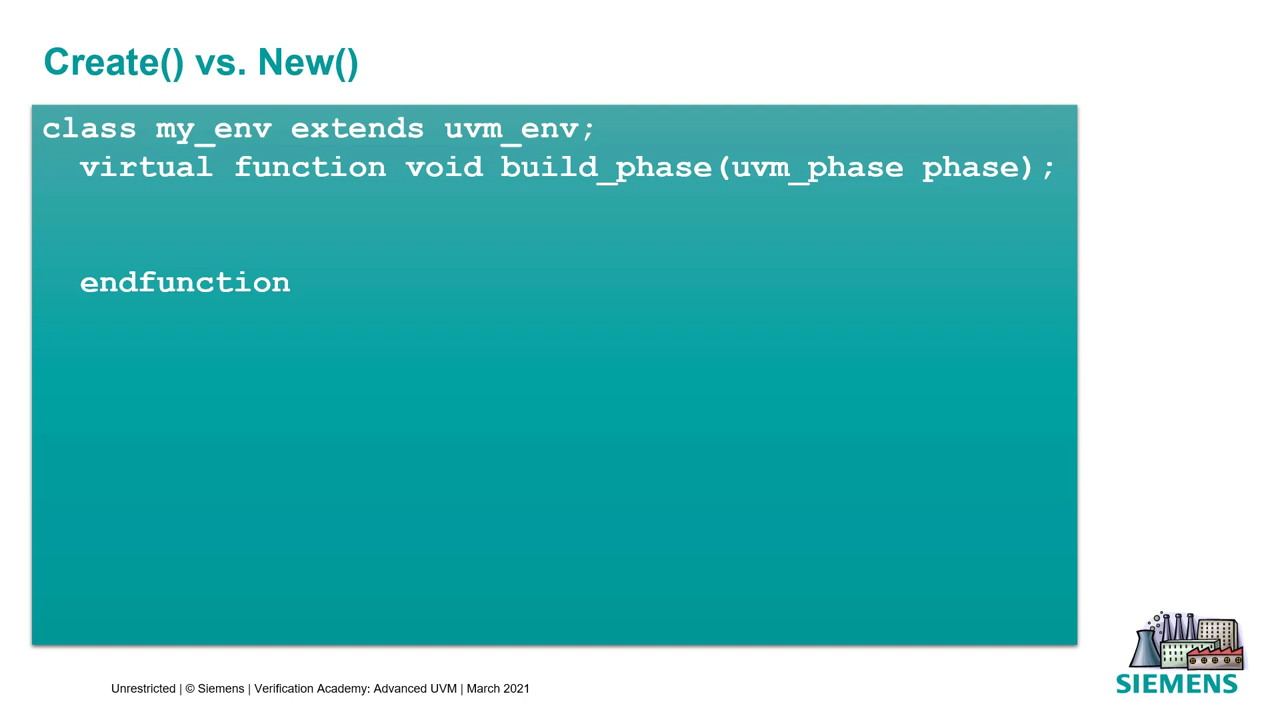 Create() vs. New()
class my_env extends uvm_env;
virtual function void build_phase(uvm_phase phase);
endfunction
Unrestricted | © Siemens | Verification Academy: Advanced UVM | March 2021
SIEMENS